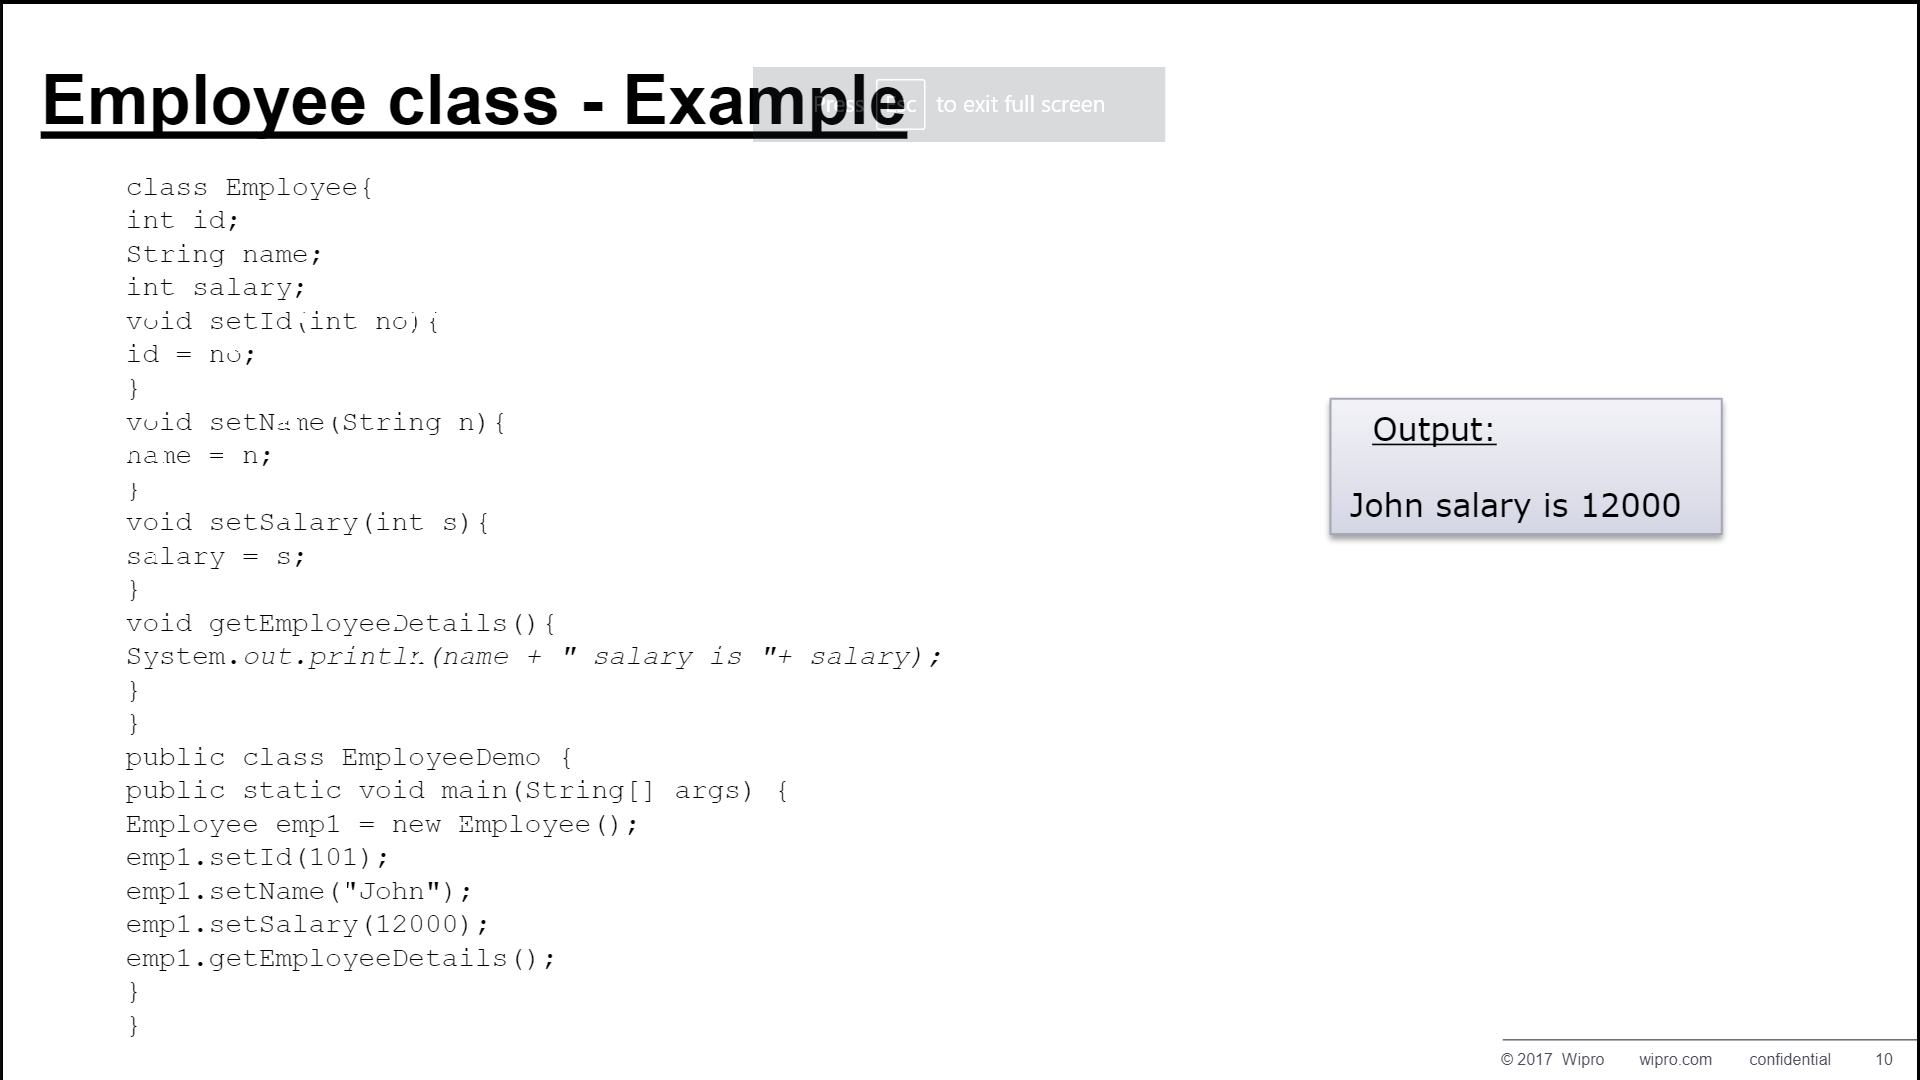 Employee class - Example
Press Esc to exit full screen
class Employee{
int id;
String name;
int salary;
void setId(int no){
id = no;
}
void setName(String n){
name = n;
}
void setSalary(int s){
salary = s;
}
void getEmployeeDetails(){
System.out.println(name + " salary is "+ salary);
}
}
public class EmployeeDemo {
public static void main(String[] args) {
Employee emp1 = new Employee();
emp1.setId(101);
emp1.setName("John");
emp1.setSalary(12000);
emp1.getEmployeeDetails();
}
}
Output:
John salary is 12000
© 2017 Wipro wipro.com confidential 10